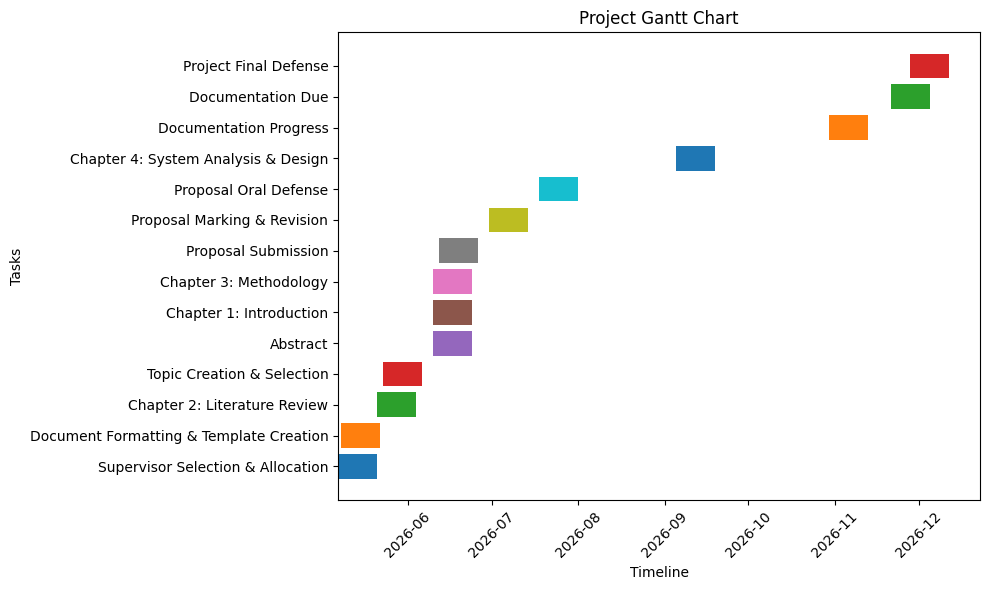 Project Gantt Chart
Project Final Defense
Documentation Due
Documentation Progress
Chapter 4: System Analysis & Design
Proposal Oral Defense
Proposal Marking & Revision
Proposal Submission
Chapter 3: Methodology
Chapter 1: Introduction
Abstract
Topic Creation & Selection
Chapter 2: Literature Review
Document Formatting & Template Creation
Supervisor Selection & Allocation
Tasks
2026-06
2026-07
2026-08
2026-09
2026-10
2026-11
2026-12
Timeline